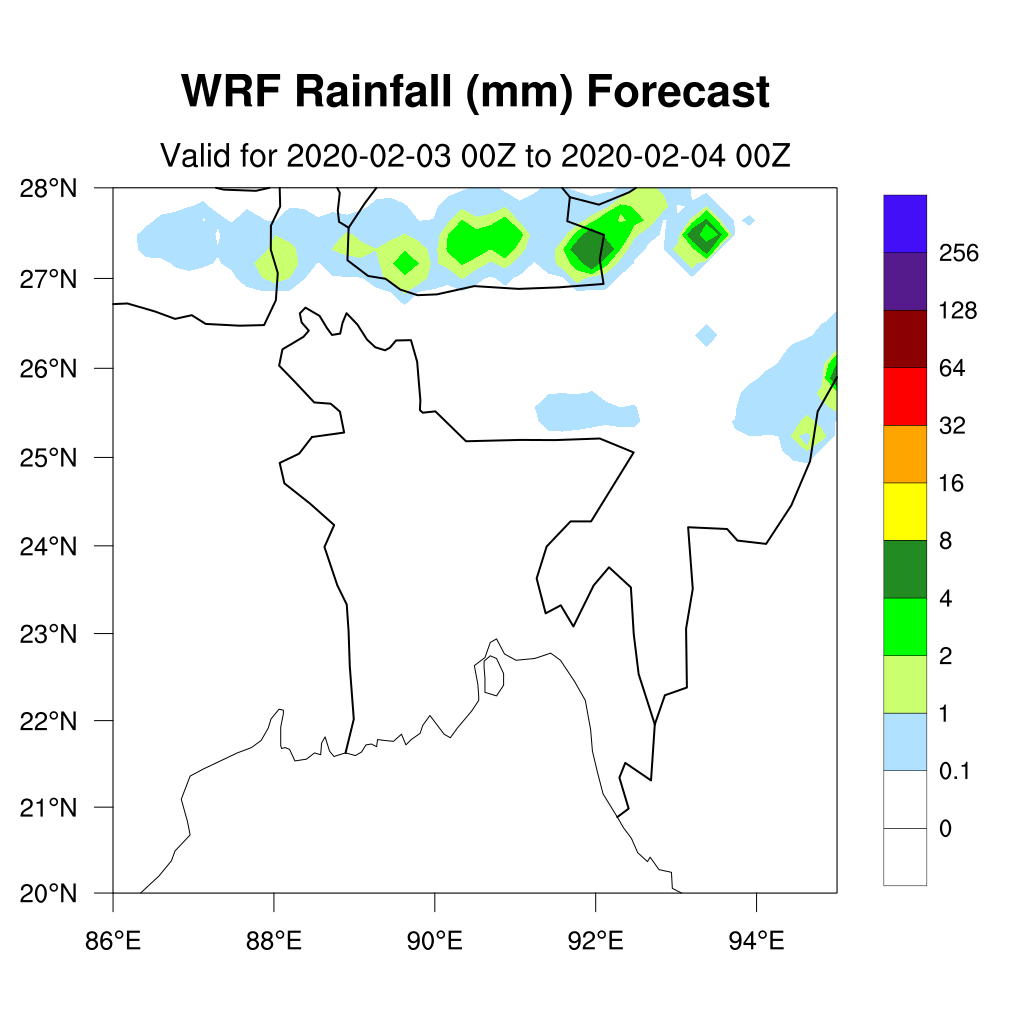 WRF Rainfall (mm) Forecast
Valid for 2020-02-03 00Z to 2020-02-04 00Z
28°N
27°N
26°N
25°N
24°N
23°N
22°N
21°N
20°N
86°E
88°E
90°E
92°E
94°E
256
128
64
32
16
8
4
2
1
0.1
0